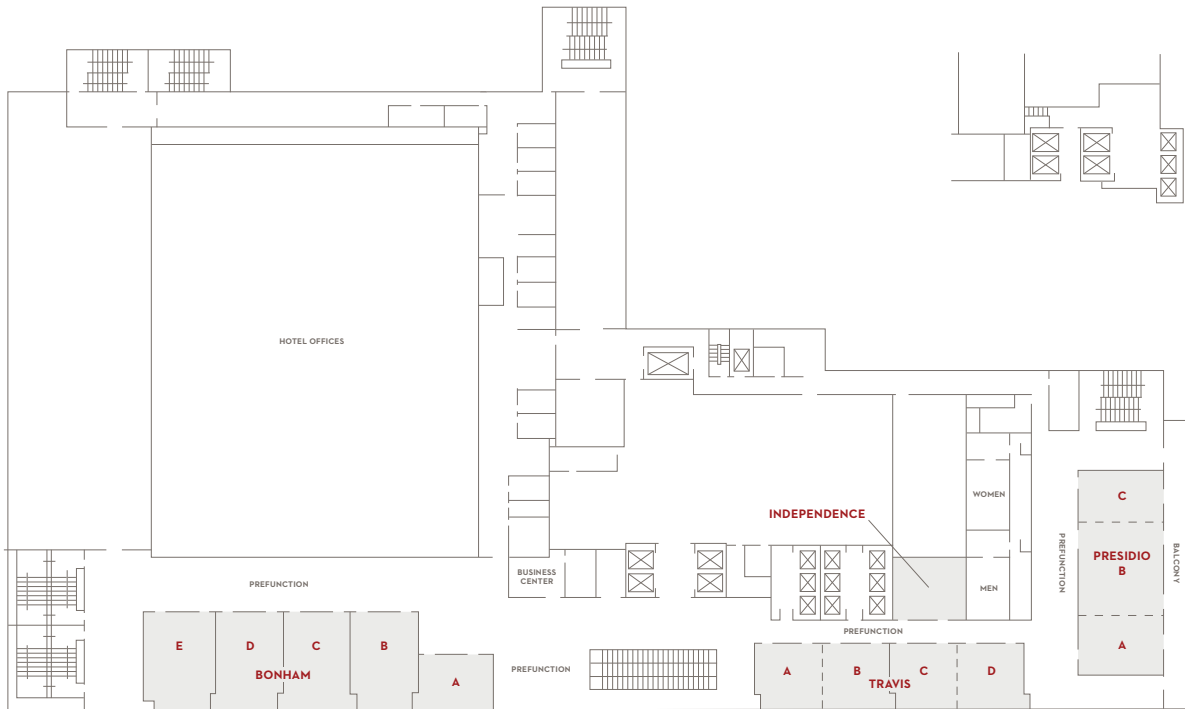 HOTEL OFFICES
WOMEN
C
INDEPENDENCE
PREFUNCTION
PRESIDIO
B
BALCONY
BUSINESS
CENTER
PREFUNCTION
MEN
PREFUNCTION
E
D
C
B
A
BONHAM
PREFUNCTION
A
B
C
D
TRAVIS
A